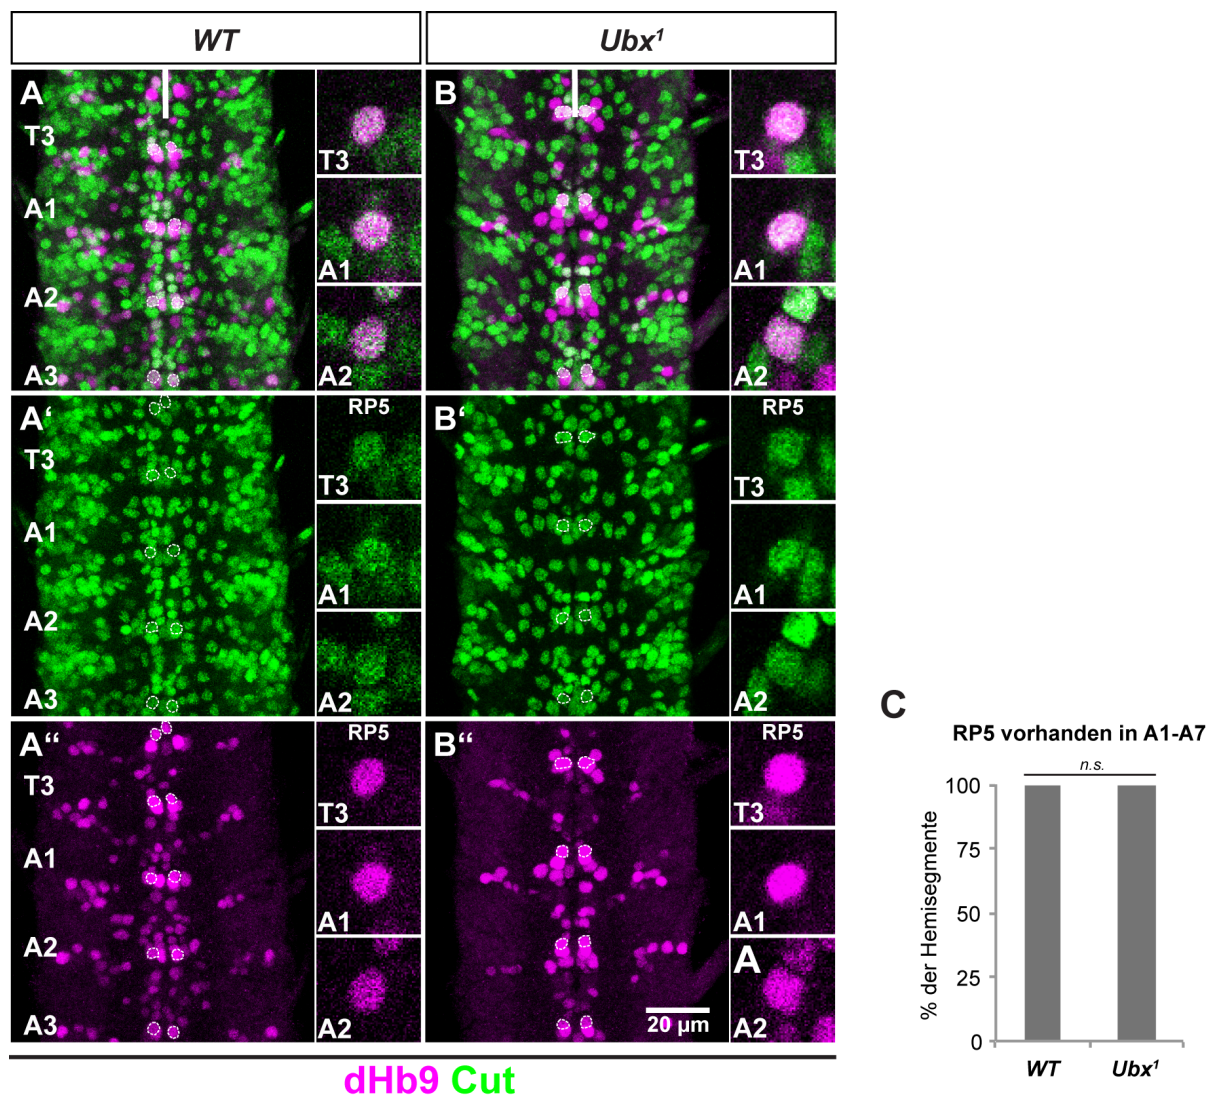 WT
Ubx¹
A
T3
A1
A2
A3
T3
A1
A2
B
T3
A1
A2
A‘
T3
A1
A2
A3
RP5
T3
A1
A2
B‘
RP5
T3
A1
A2
A“
T3
A1
A2
A3
RP5
T3
A1
A2
B“
20 µm
RP5
T3
A1
A
A2
dHb9 Cut
C
RP5 vorhanden in A1-A7
n.s.
% der Hemisegmente
100
75
50
25
0
WT
Ubx¹